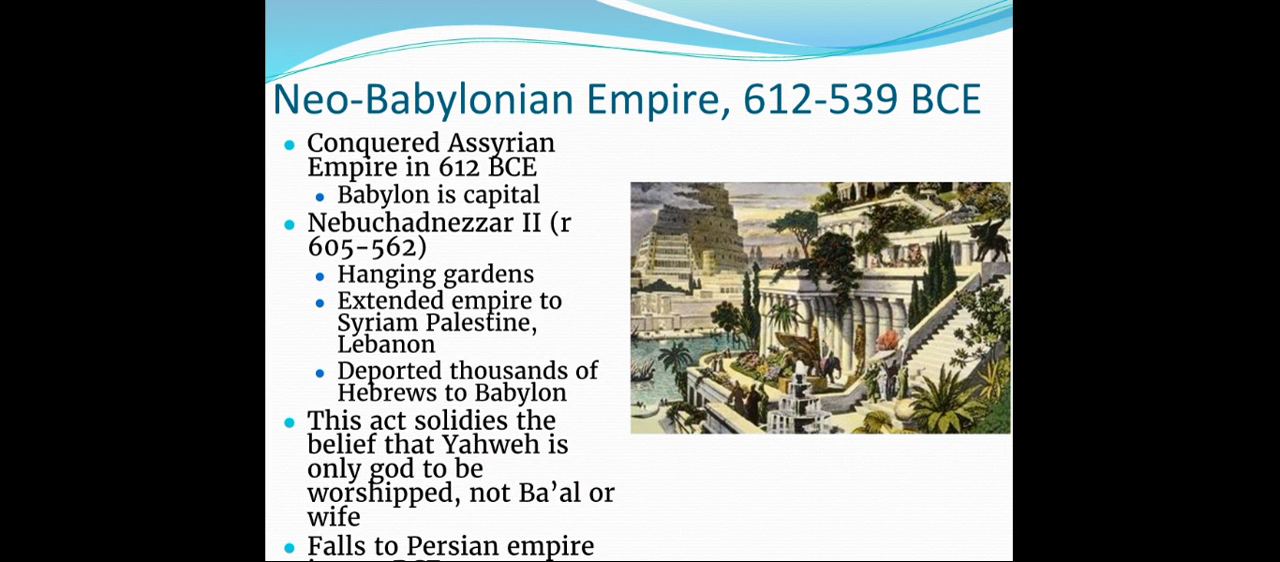 Neo-Babylonian Empire, 612-539 BCE
• Conquered Assyrian
Empire in 612 BCE
• Babylon is capital
• Nebuchadnezzar II (r
605-562)
• Hanging gardens
• Extended empire to
Syriam Palestine,
Lebanon
• Deported thousands of
Hebrews to Babylon
• This act solidies the
belief that Yahweh is
only god to be
worshipped, not Ba’al or
wife
• Falls to Persian empire